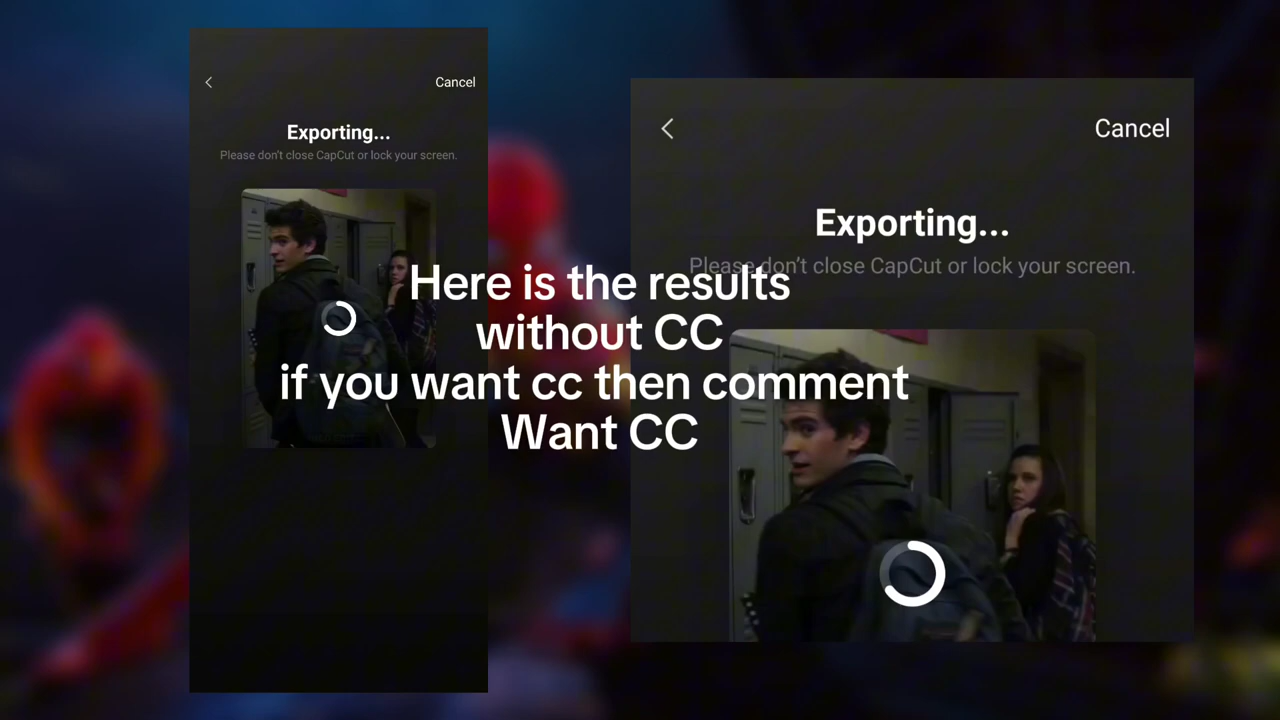 Cancel
Exporting...
Please don't close CapCut or lock your screen.
Cancel
Exporting...
Please don't close CapCut or lock your screen.
Here is the results
without CC
if you want cc then comment
Want CC